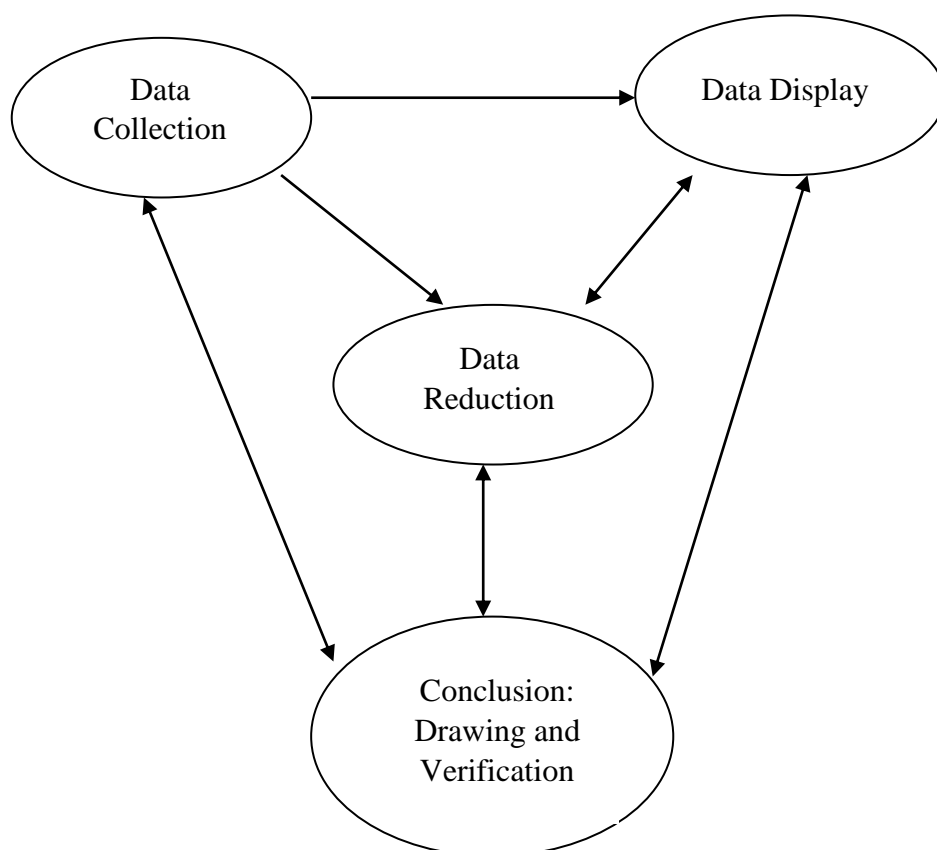 Data
Collection
Data Display
Data
Reduction
Conclusion:
Drawing and
Verification